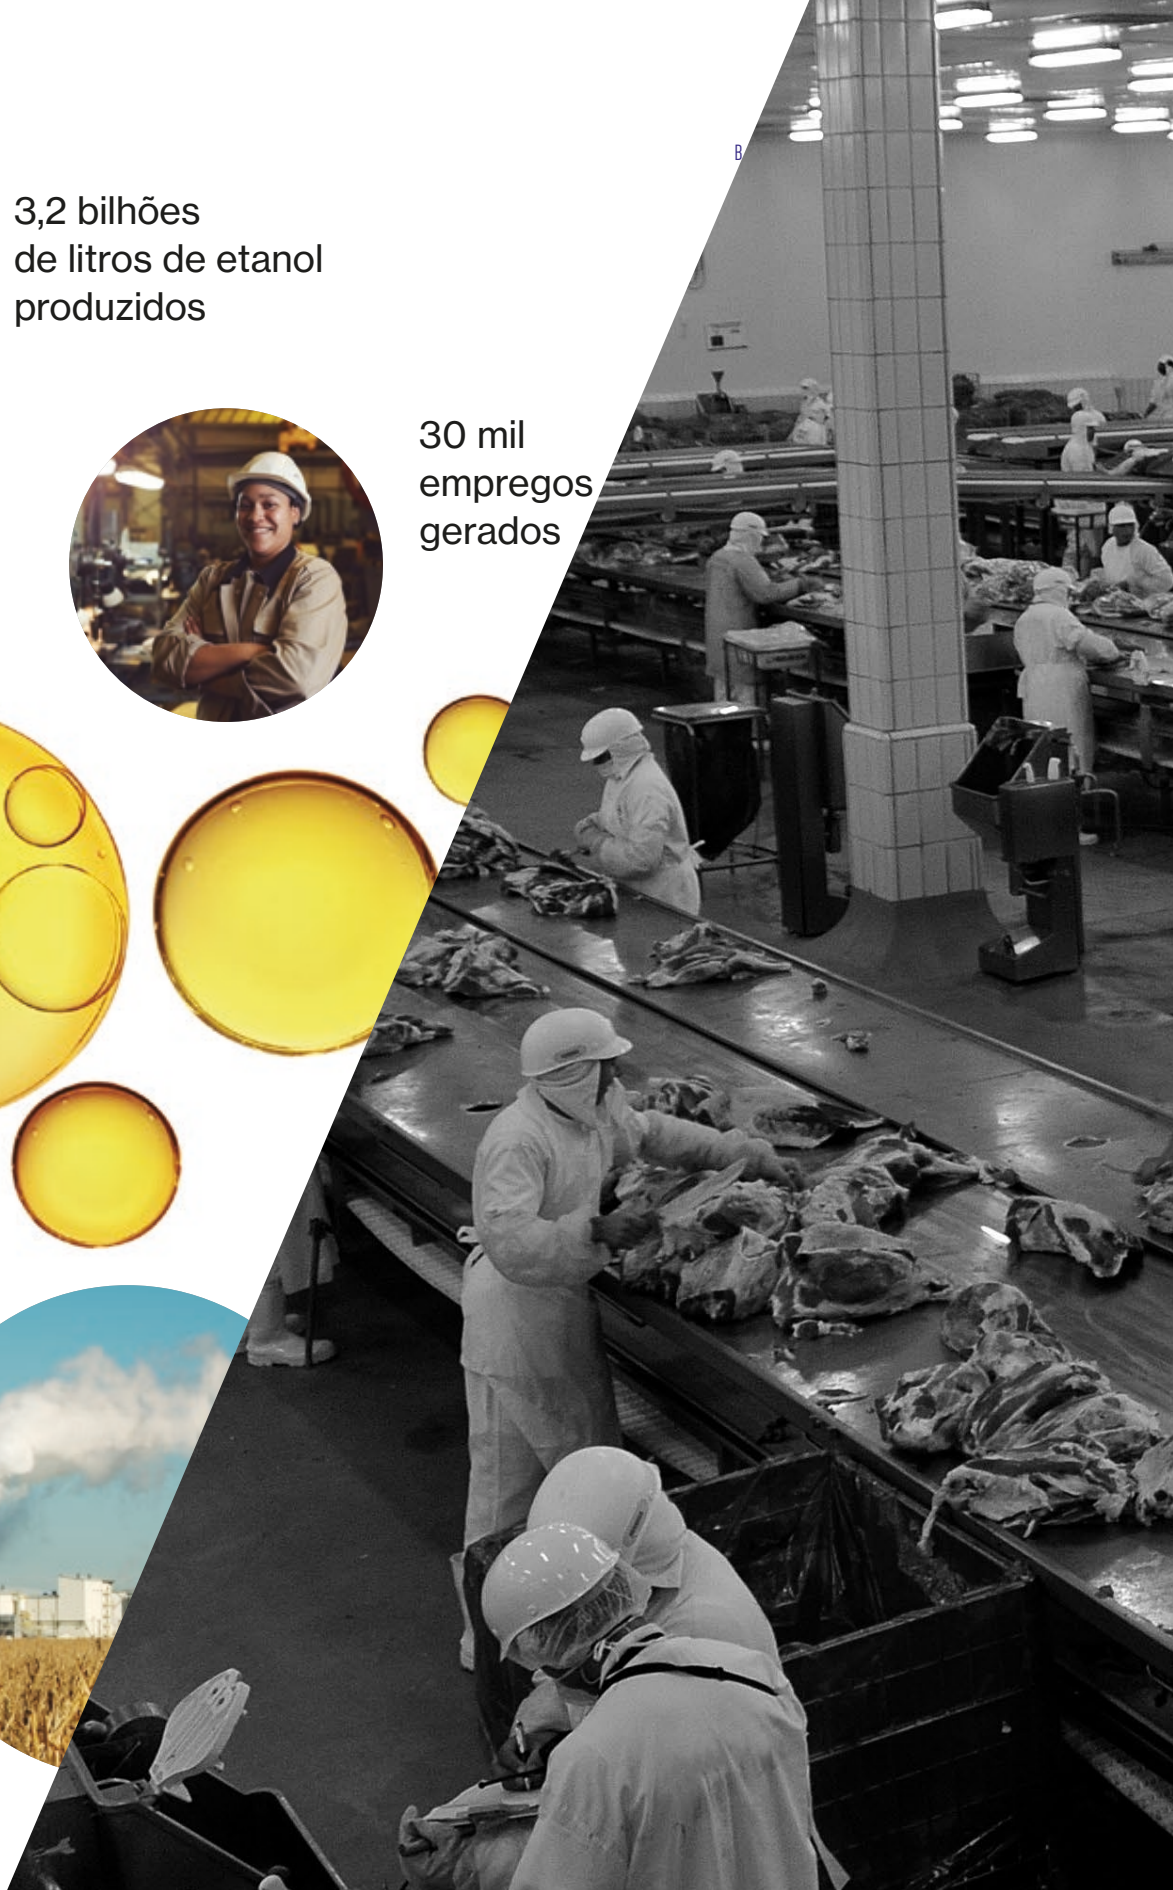 B
3,2 bilhões
de litros de etanol
produzidos
30 mil
empregos
gerados